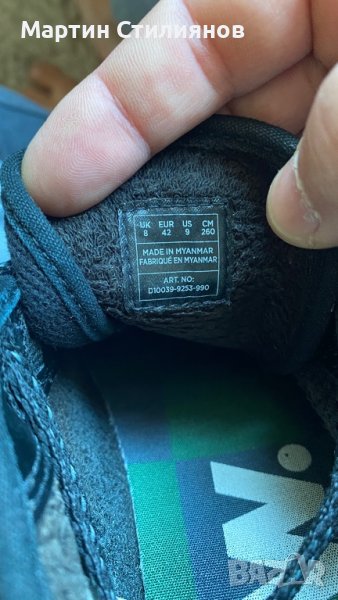 Мартин Стилиянов
UK EUR US CM
8 42 9 260
MADE IN MYANMAR
FABRIQUÉ EN MYANMAR
ART. NO:
D10039-9253-990
W
BAZAR